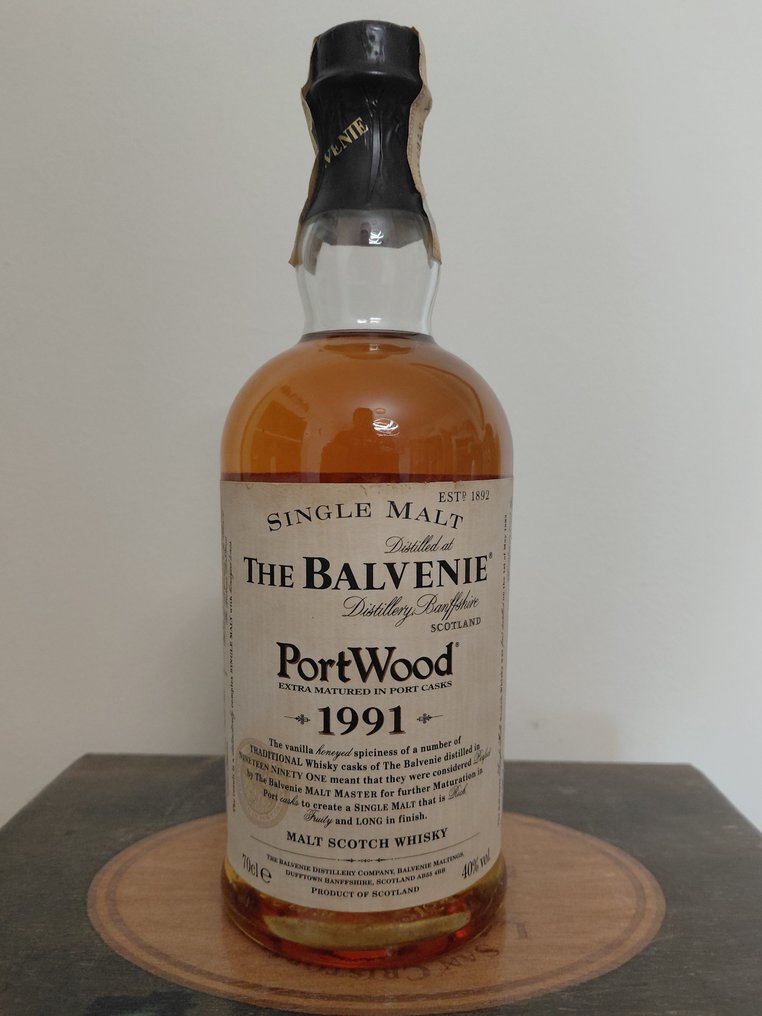 VENIE
ESTD 1892
SINGLE MALT
Distilled at
THE BALVENIE®
Distillery, Banffshire
SCOTLAND
PortWood®
EXTRA MATURED IN PORT CASKS
1991
The vanilla honeyed spiciness of a number of
TRADITIONAL Whisky casks of The Balvenie distilled in
NINETEEN NINETY ONE meant that they were considered Perfect
by The Balvenie MALT MASTER for further Maturation in
Port casks to create a SINGLE MALT that is Rich,
Fruity and LONG in finish.
MALT SCOTCH WHISKY
THE BALVENIE DISTILLERY COMPANY, BALVENIE MALTINGS,
DUFFTOWN BANFFSHIRE, SCOTLAND AB55 4BB
70cl e
40% vol
PRODUCT OF SCOTLAND